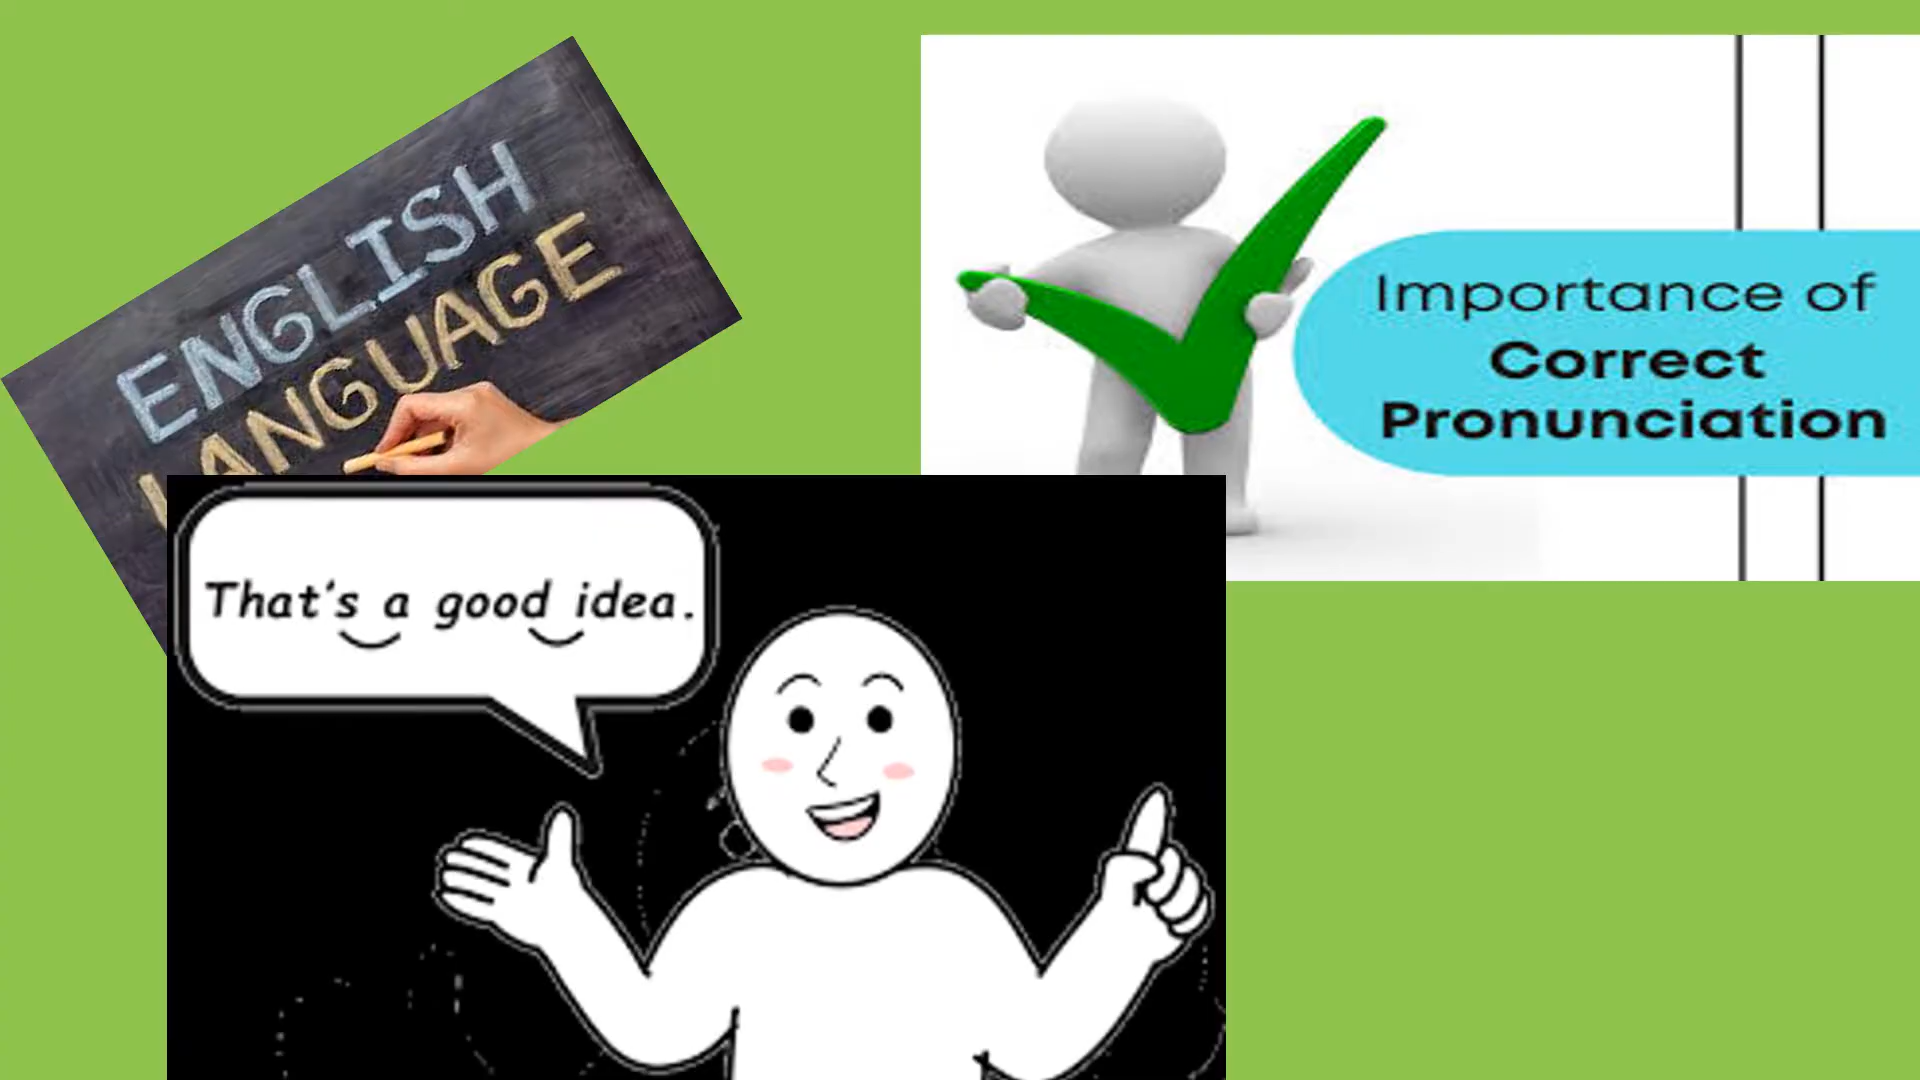 ENGLISH
LANGUAGE
Importance of
Correct
Pronunciation
That's a good idea.